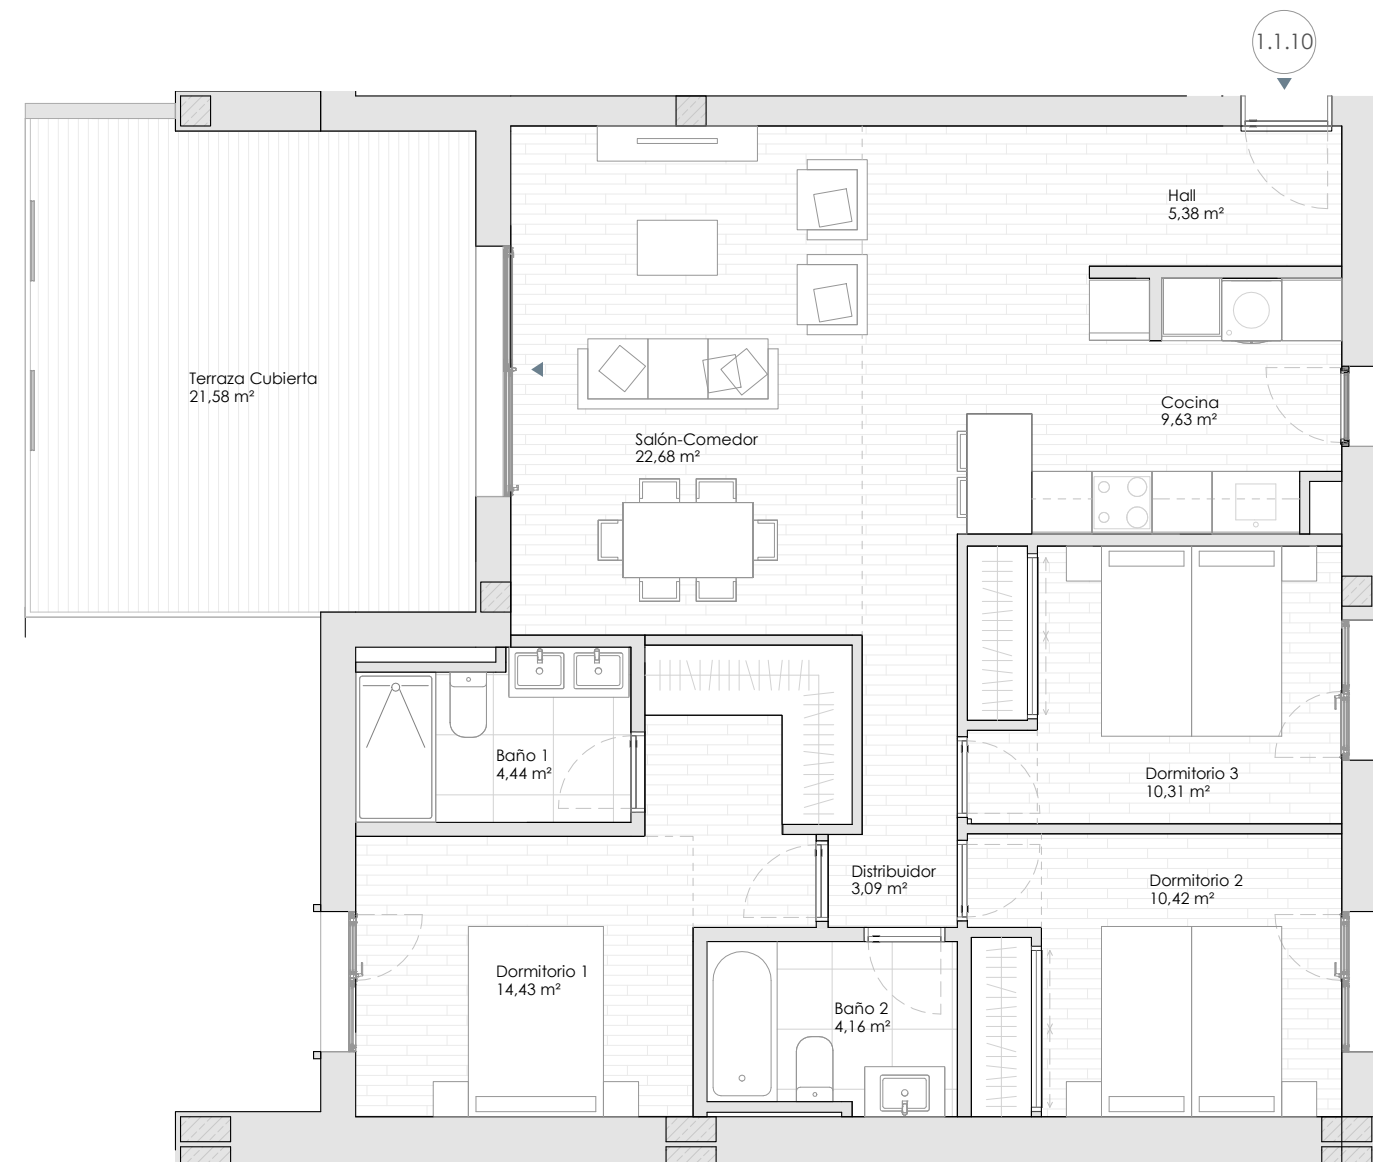 1.1.10
Hall
5,38 m²
Terraza Cubierta
21,58 m²
Cocina
9,63 m²
Salón-Comedor
22,68 m²
Baño 1
4,44 m²
Dormitorio 3
10,31 m²
Distribuidor
3,09 m²
Dormitorio 2
10,42 m²
Dormitorio 1
14,43 m²
Baño 2
4,16 m²